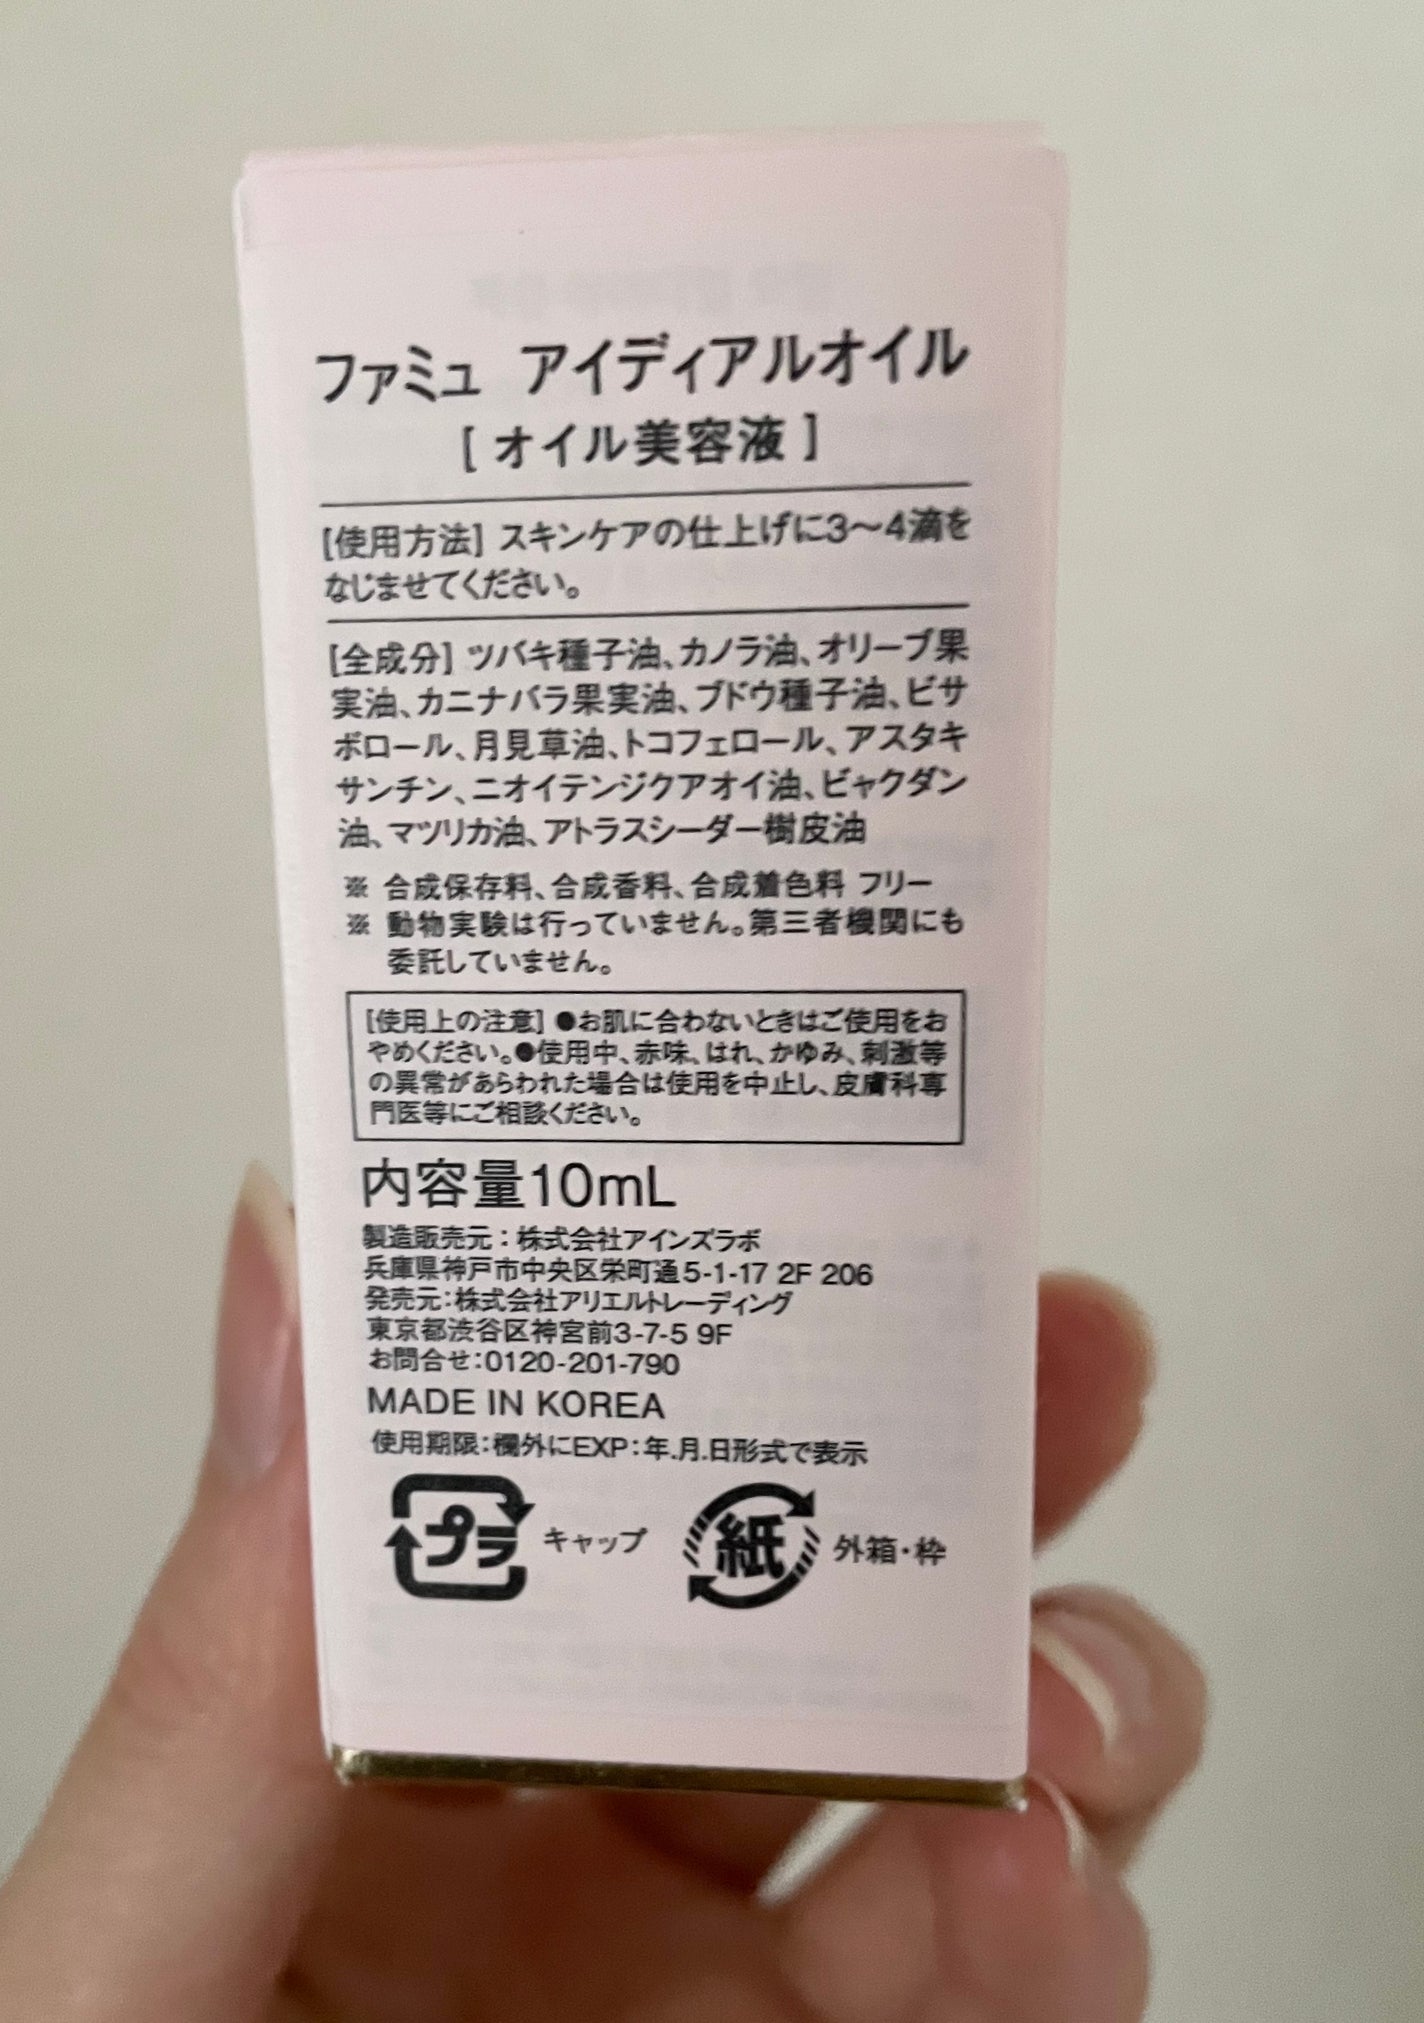 ファミュ アイディアルオイル
[ オイル美容液 ]
[使用方法] スキンケアの仕上げに3〜4滴を
なじませてください。
[全成分] ツバキ種子油、カノラ油、オリーブ果
実油、カニナバラ果実油、ブドウ種子油、ビサ
ボロール、月見草油、トコフェロール、アスタキ
サンチン、ニオイテンジクアオイ油、ビャクダン
油、マツリカ油、アトラスシーダー樹皮油
※ 合成保存料、合成香料、合成着色料 フリー
※ 動物実験は行っていません。第三者機関にも
委託していません。
[使用上の注意] ●お肌に合わないときはご使用をお
やめください。●使用中、赤味、はれ、かゆみ、刺激等
の異常があらわれた場合は使用を中止し、皮膚科専
門医等にご相談ください。
内容量10mL
製造販売元：株式会社アインズラボ
兵庫県神戸市中央区栄町通5-1-17 2F 206
発売元：株式会社アリエルトレーディング
東京都渋谷区神宮前3-7-5 9F
お問合せ：0120-201-790
MADE IN KOREA
使用期限：欄外にEXP：年.月.日形式で表示
プラ キャップ 紙 外箱・枠